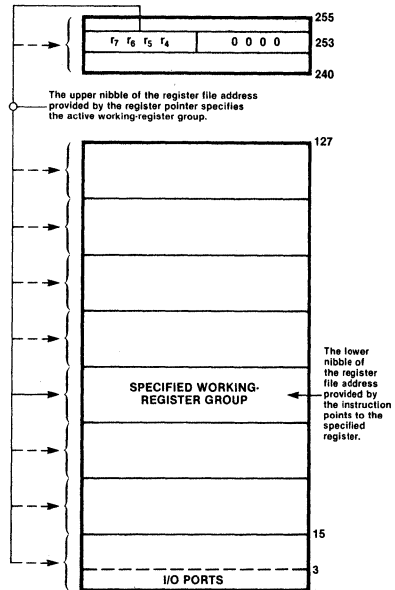 255
r7 r6 r5 r4 0 0 0 0 253
240
The upper nibble of the register file address
provided by the register pointer specifies
the active working-register group.
127
The lower
nibble of
the register
file address
provided by
the instruction
points to the
specified
register.
SPECIFIED WORKING-
REGISTER GROUP
15
3
I/O PORTS